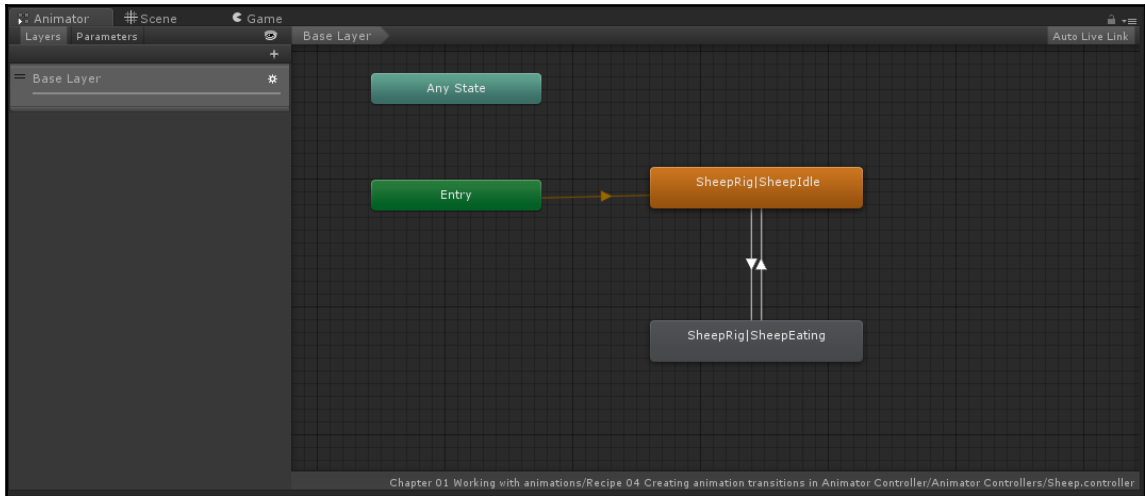 Animator Scene Game
Layers Parameters Base Layer Auto Live Link
+
Base Layer
Any State
SheepRig|SheepIdle
Entry
SheepRig|SheepEating
Chapter 01 Working with animations/Recipe 04 Creating animation transitions in Animator Controller/Animator Controllers/Sheep.controller